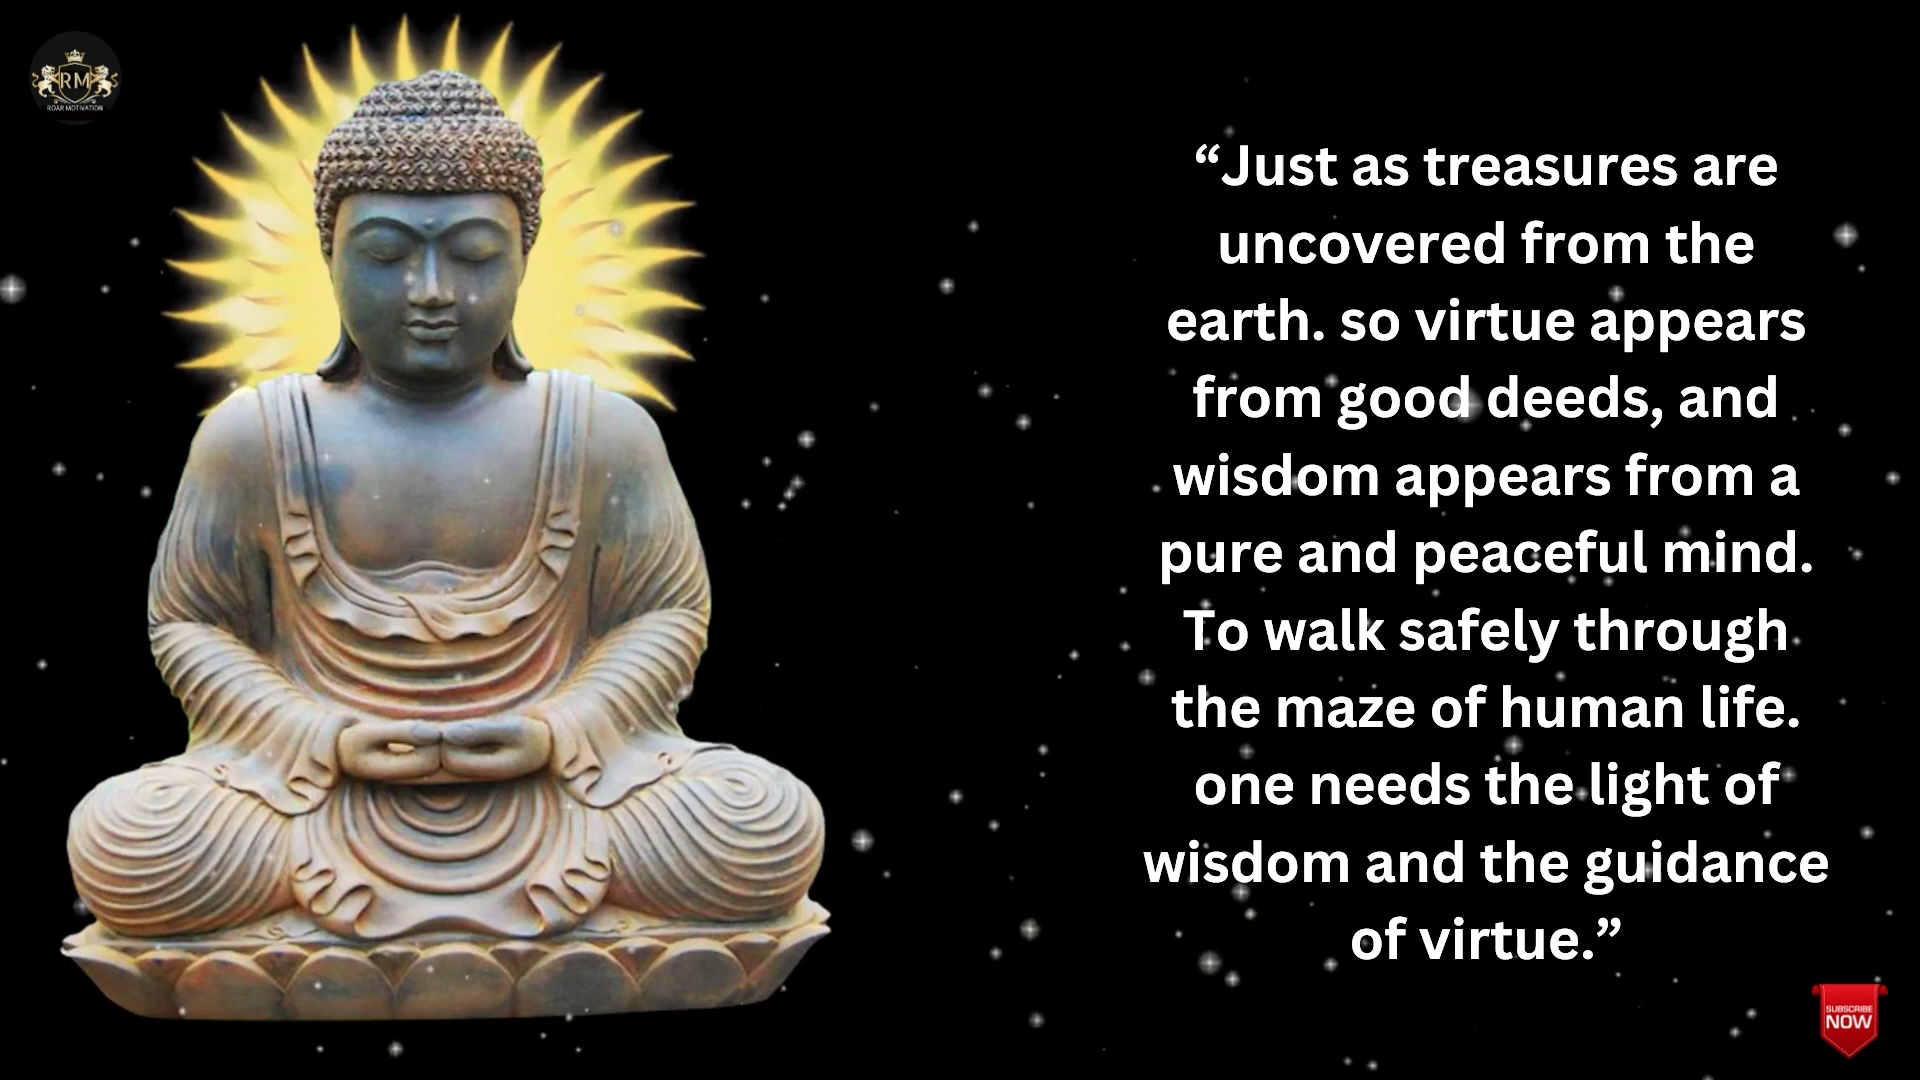 RM
ROAR MOTIVATION
“Just as treasures are
uncovered from the
earth. so virtue appears
from good deeds, and
wisdom appears from a
pure and peaceful mind.
To walk safely through
the maze of human life.
one needs the light of
wisdom and the guidance
of virtue.”
SUBSCRIBE
NOW